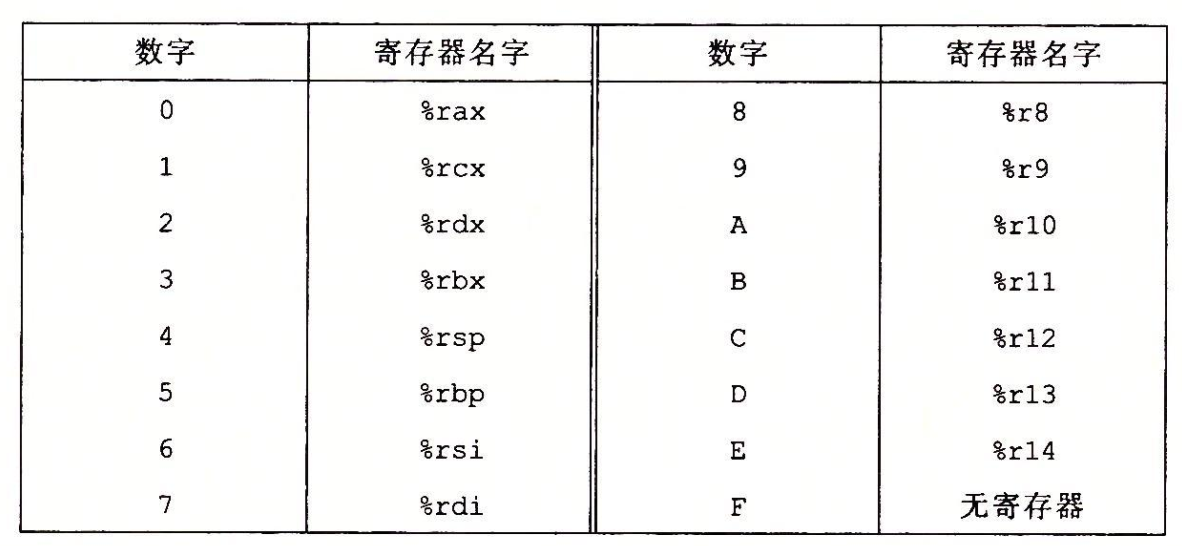 数字 寄存器名字 数字 寄存器名字
0 %rax 8 %r8
1 %rcx 9 %r9
2 %rdx A %r10
3 %rbx B %r11
4 %rsp C %r12
5 %rbp D %r13
6 %rsi E %r14
7 %rdi F 无寄存器